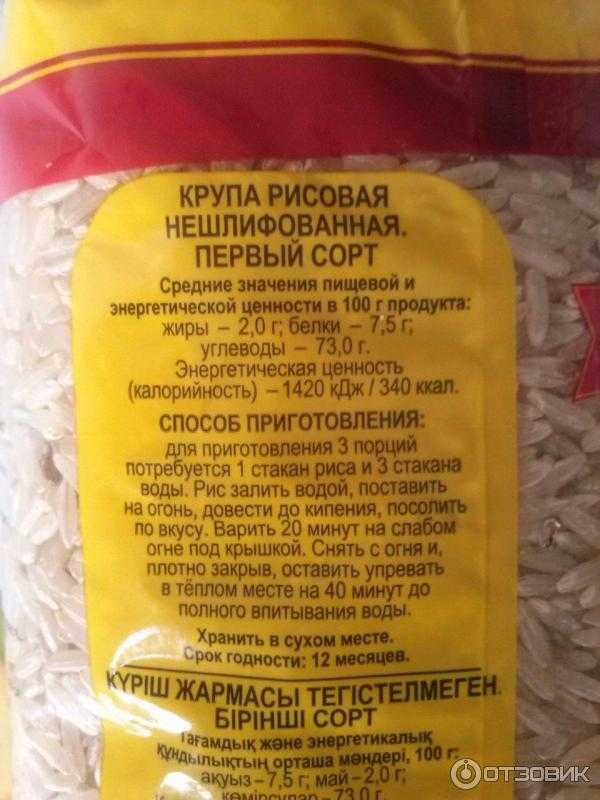 КРУПА РИСОВАЯ
НЕШЛИФОВАННАЯ.
ПЕРВЫЙ СОРТ
Средние значения пищевой и
энергетической ценности в 100 г продукта:
жиры – 2,0 г; белки – 7,5 г;
углеводы – 73,0 г.
Энергетическая ценность
(калорийность) – 1420 кДж / 340 ккал.
СПОСОБ ПРИГОТОВЛЕНИЯ:
для приготовления 3 порций
потребуется 1 стакан риса и 3 стакана
воды. Рис залить водой, поставить
на огонь, довести до кипения, посолить
по вкусу. Варить 20 минут на слабом
огне под крышкой. Снять с огня и,
плотно закрыв, оставить упревать
в тёплом месте на 40 минут до
полного впитывания воды.
Хранить в сухом месте.
Срок годности: 12 месяцев.
КҮРІШ ЖАРМАСЫ ТЕГІСТЕЛМЕГЕН.
БІРІНШІ СОРТ
Тағамдық және энергетикалық
құндылықтың орташа мәндері, 100 г:
ақуыз – 7,5 г; май – 2,0 г;
көмірсулар – 73,0 г.
ОТЗОВИК